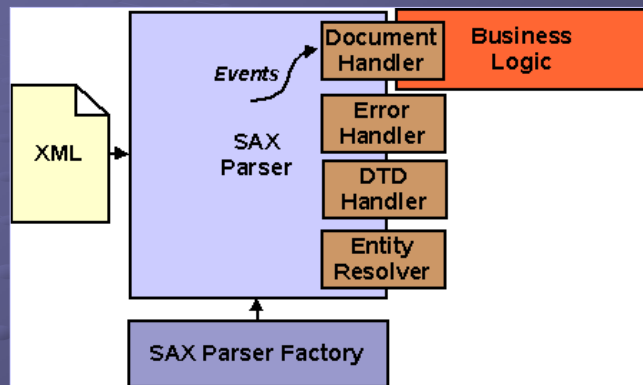 Document
Handler
Business
Logic
Events
Error
Handler
XML
SAX
Parser
DTD
Handler
Entity
Resolver
SAX Parser Factory